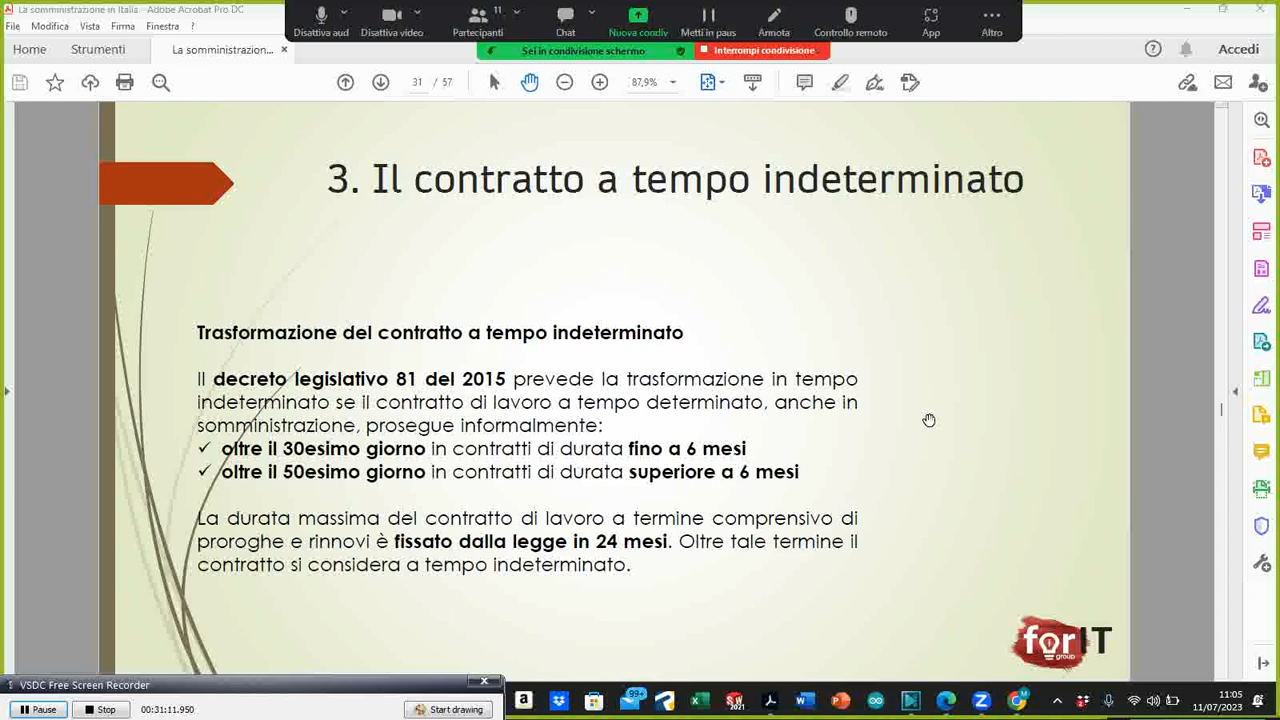 La somministrazione in Italia - Adobe Acrobat Pro DC
File Modifica Vista Firma Finestra ?
Disattiva aud Disattiva video Partecipanti 11 Chat Nuova condiv Metti in paus Annota Controllo remoto App Altro
Home Strumenti La somministrazion... ×
Sei in condivisione schermo Interrompi condivisione
Accedi
31 / 57 87,9%
3. Il contratto a tempo indeterminato
Trasformazione del contratto a tempo indeterminato
Il decreto legislativo 81 del 2015 prevede la trasformazione in tempo
indeterminato se il contratto di lavoro a tempo determinato, anche in
somministrazione, prosegue informalmente:
✓ oltre il 30esimo giorno in contratti di durata fino a 6 mesi
✓ oltre il 50esimo giorno in contratti di durata superiore a 6 mesi
La durata massima del contratto di lavoro a termine comprensivo di
proroghe e rinnovi è fissato dalla legge in 24 mesi. Oltre tale termine il
contratto si considera a tempo indeterminato.
forIT
group
VSDC Free Screen Recorder
Pause Stop 00:31:11.950 Start drawing
99+
2021
11:05
11/07/2023